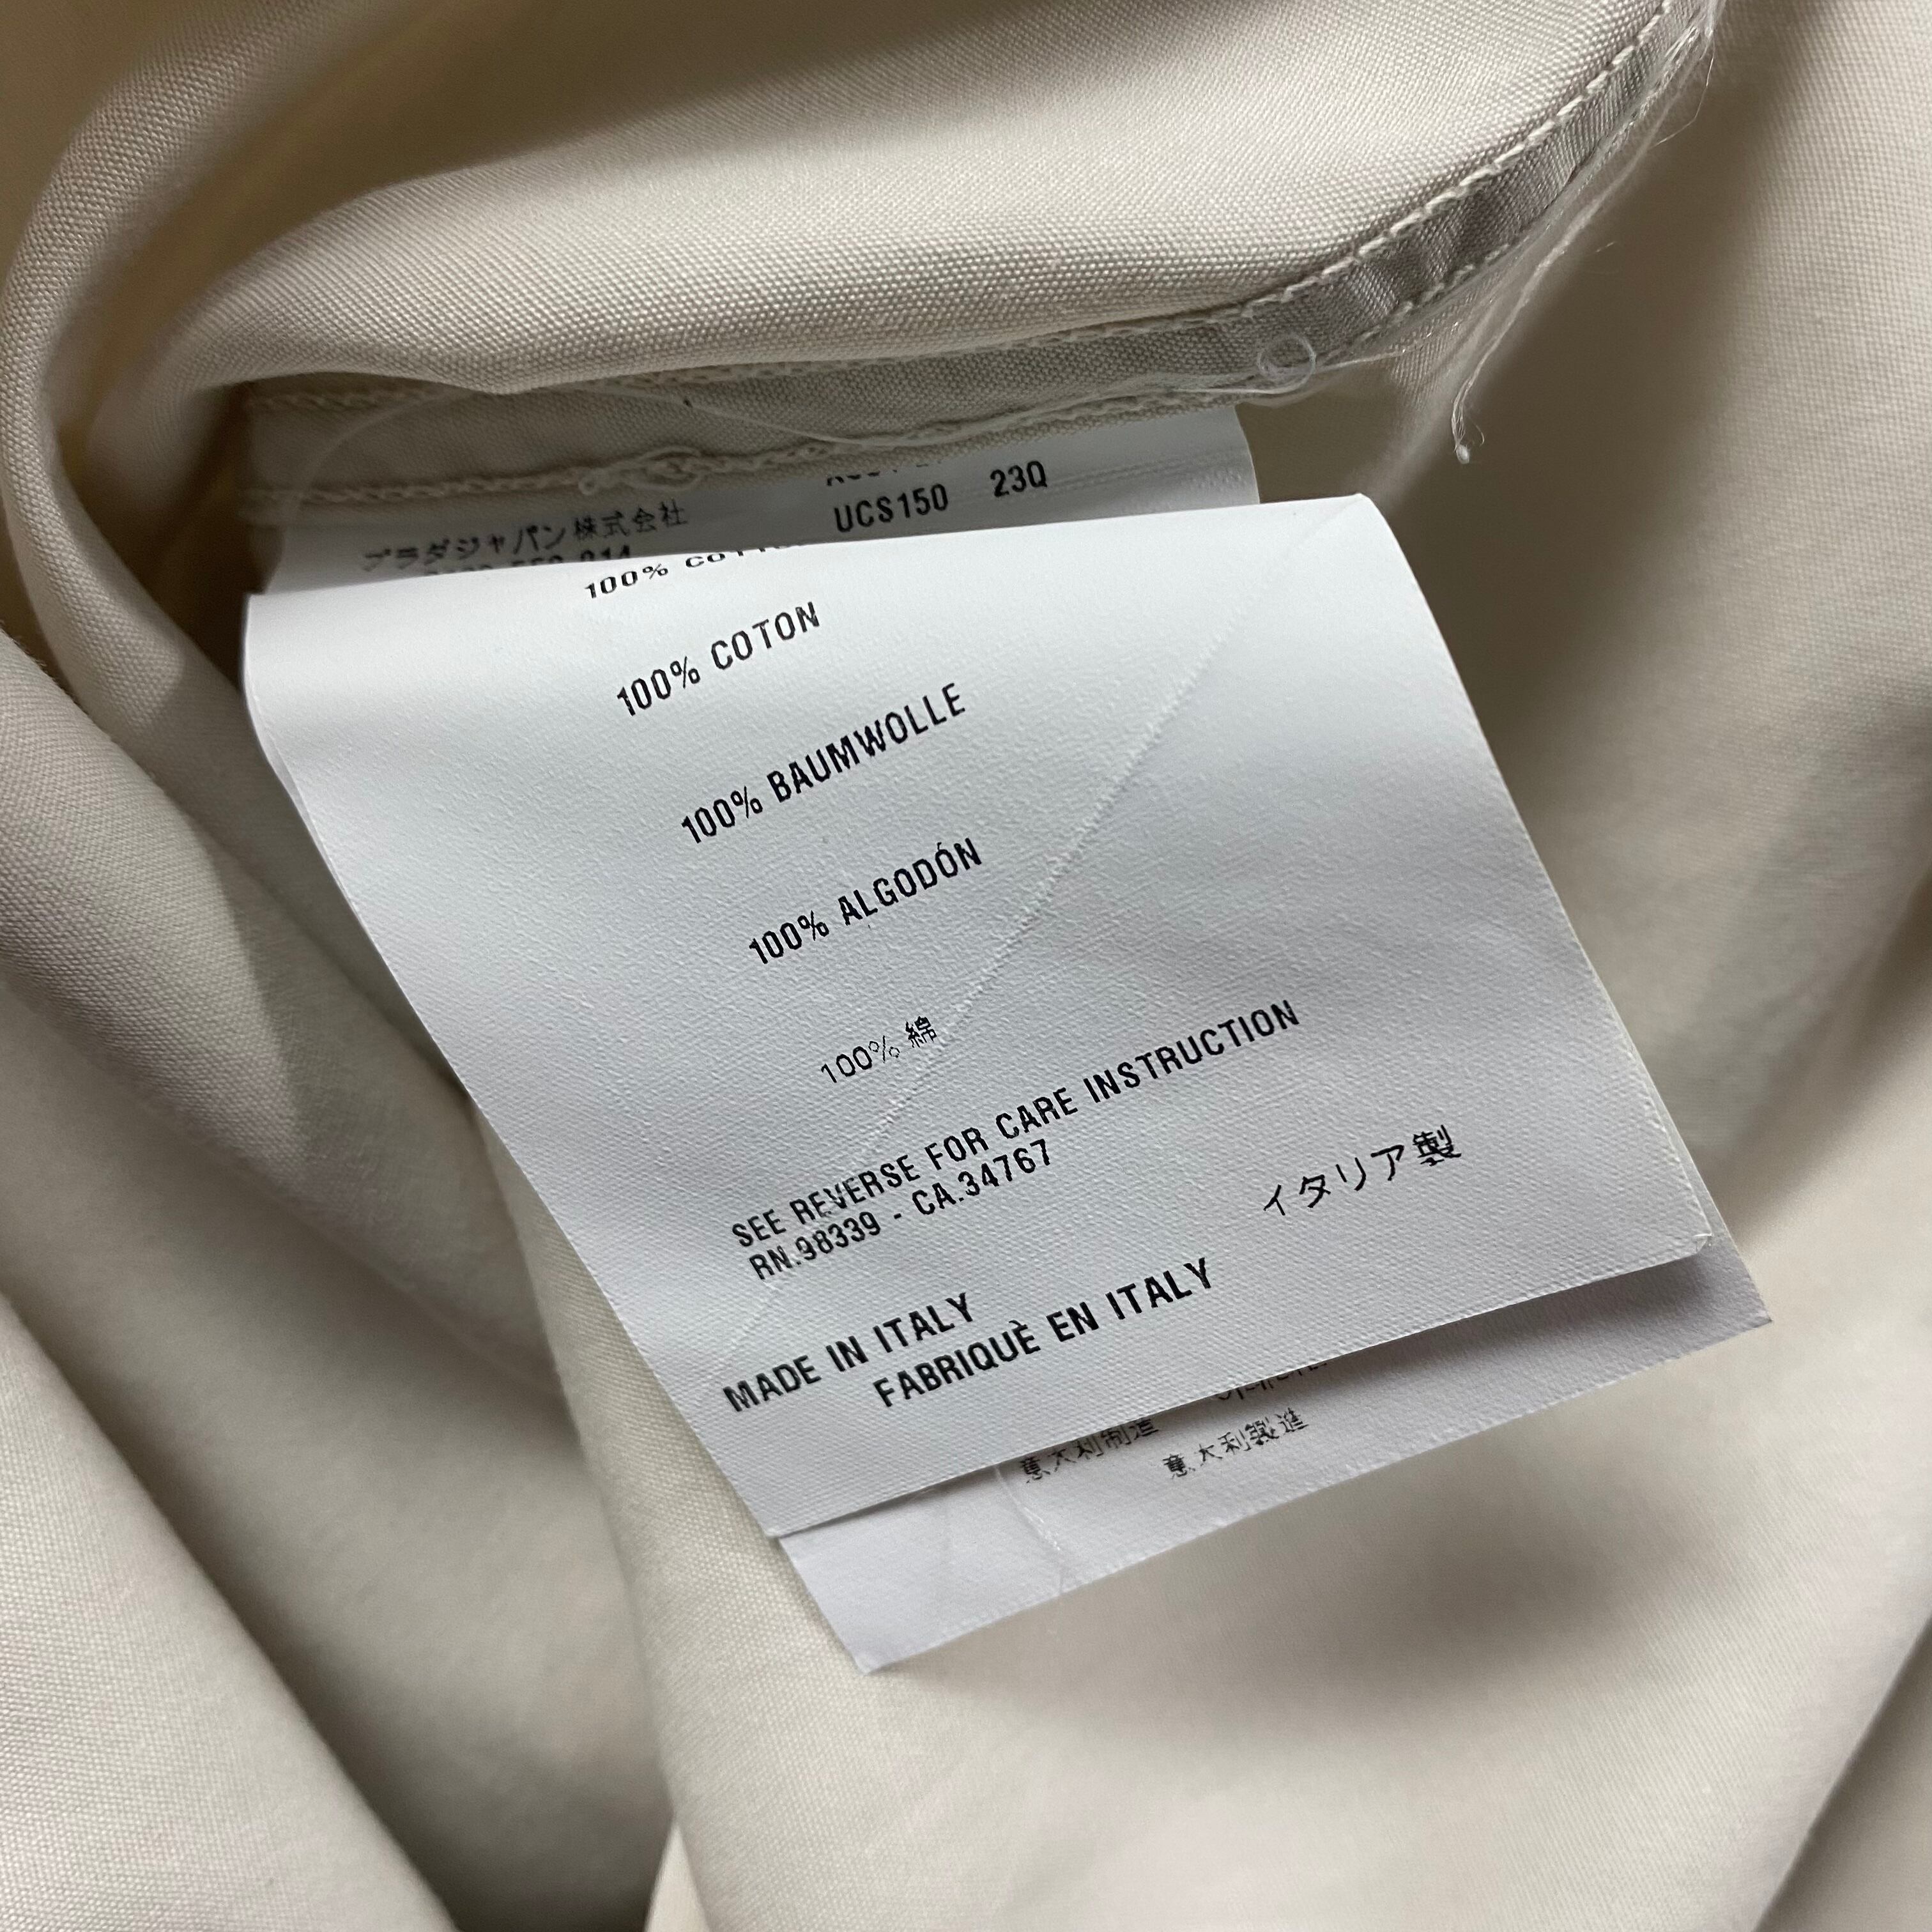 プラダジャパン株式会社
UCS150 23Q
100% COTTON
100% COTON
100% BAUMWOLLE
100% ALGODÓN
100% 綿
SEE REVERSE FOR CARE INSTRUCTION
RN.98339 - CA.34767
イタリア製
MADE IN ITALY
FABRIQUÈ EN ITALY
意大利制造
意大利製造